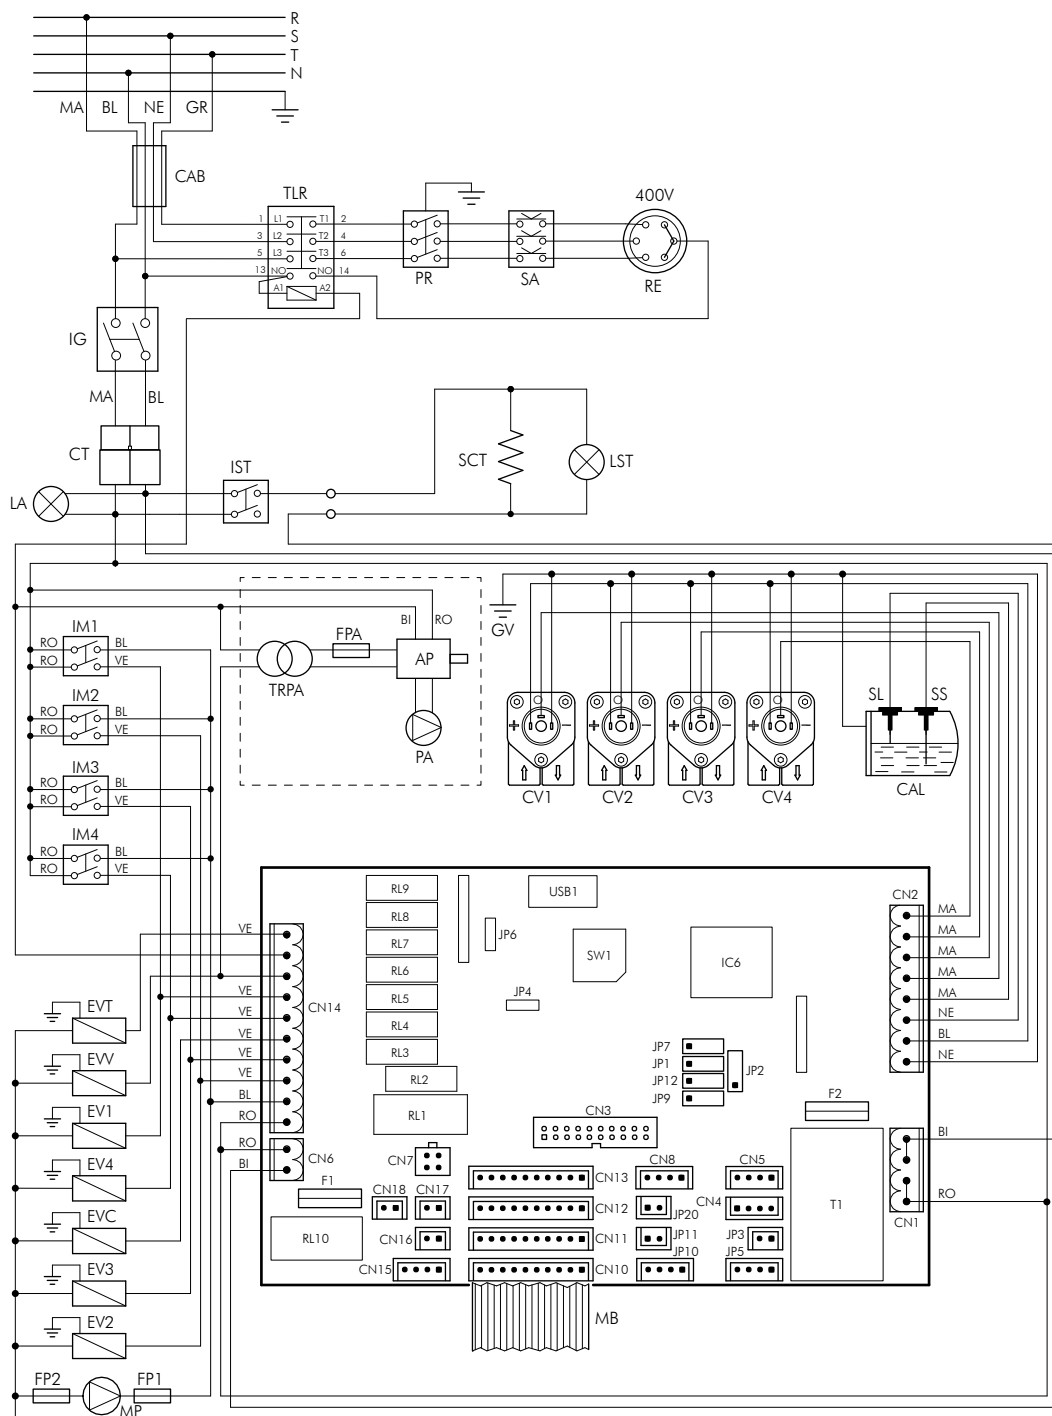 R
S
T
N
MA BL NE GR
CAB
TLR
400V
1 L1 T1 2
3 L2 T2 4
5 L3 T3 6
13 NO NO 14
A1 A2
PR
SA
RE
IG
MA BL
CT
IST
SCT
LST
LA
BI RO
GV
IM1
RO BL
RO VE
FPA
AP
TRPA
IM2
RO BL
RO VE
PA
SL SS
IM3
RO BL
RO VE
CV1 CV2 CV3 CV4
CAL
IM4
RO BL
RO VE
RL9
USB1
CN2
RL8
MA
VE
JP6
RL7
SW1
MA
IC6
MA
RL6
MA
EVT
VE
CN14
RL5
JP4
MA
VE
RL4
NE
VE
BL
EVV
VE
RL3
JP7
NE
JP1
JP2
VE
RL2
JP12
BL
JP9
F2
EV1
RO
RL1
CN3
BI
RO
CN6
CN7
EV4
BI
CN13
CN8
CN5
F1
CN18
CN17
RO
CN12
JP20
CN4
T1
CN1
EVC
RL10
CN16
CN11
JP11
JP3
EV3
CN15
CN10
JP10
JP5
EV2
MB
FP2
MP
FP1